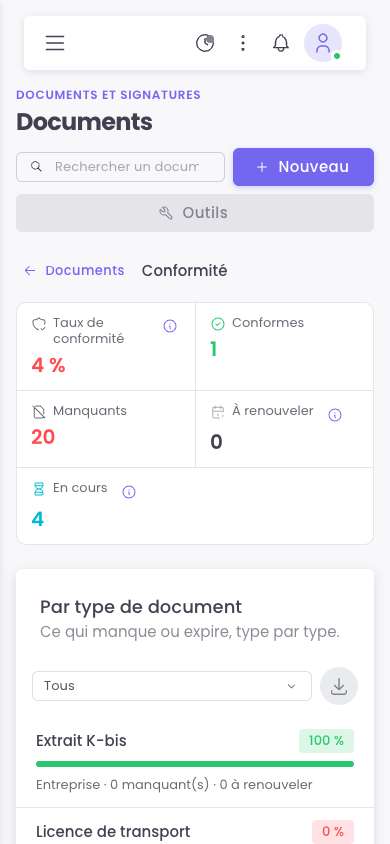 DOCUMENTS ET SIGNATURES
Documents
Rechercher un docum
Nouveau
Outils
Documents
Conformité
Taux de
conformité
4 %
Conformes
1
Manquants
20
À renouveler
0
En cours
4
Par type de document
Ce qui manque ou expire, type par type.
Tous
Extrait K-bis
100 %
Entreprise · 0 manquant(s) · 0 à renouveler
Licence de transport
0 %